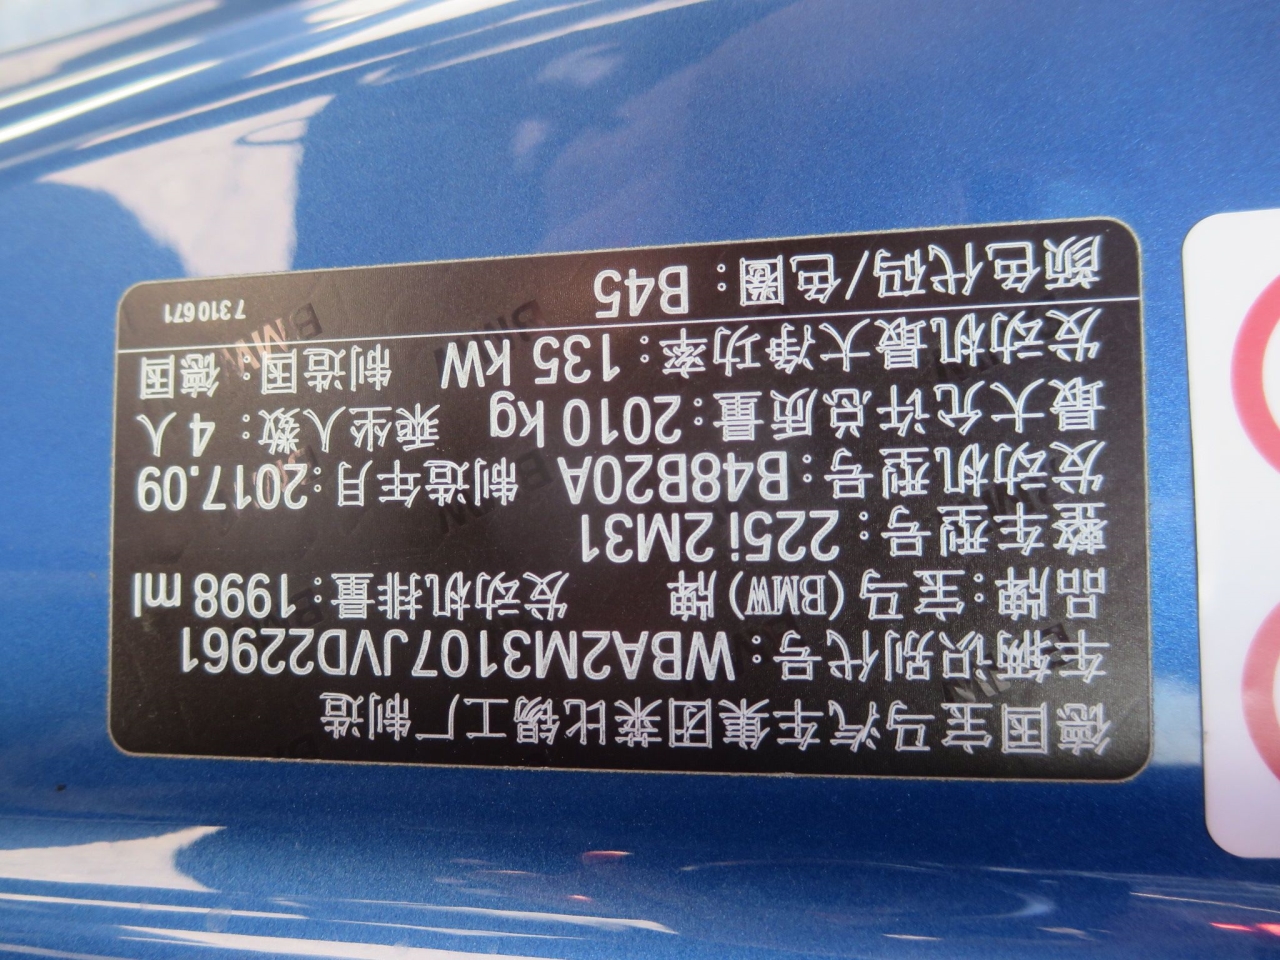 德国宝马汽车集团莱比锡工厂制造
车辆识别代号：WBA2M3107JVD22961
品牌：宝马（BMW）牌 发动机排量：1998 ml
整车型号：225i 2M31
发动机型号：B48B20A 制造年月：2017.09
最大允许总质量：2010 kg 乘坐人数：4 人
发动机最大净功率：135 kW 制造国：德国
颜色代码/色圈：B45 7310671